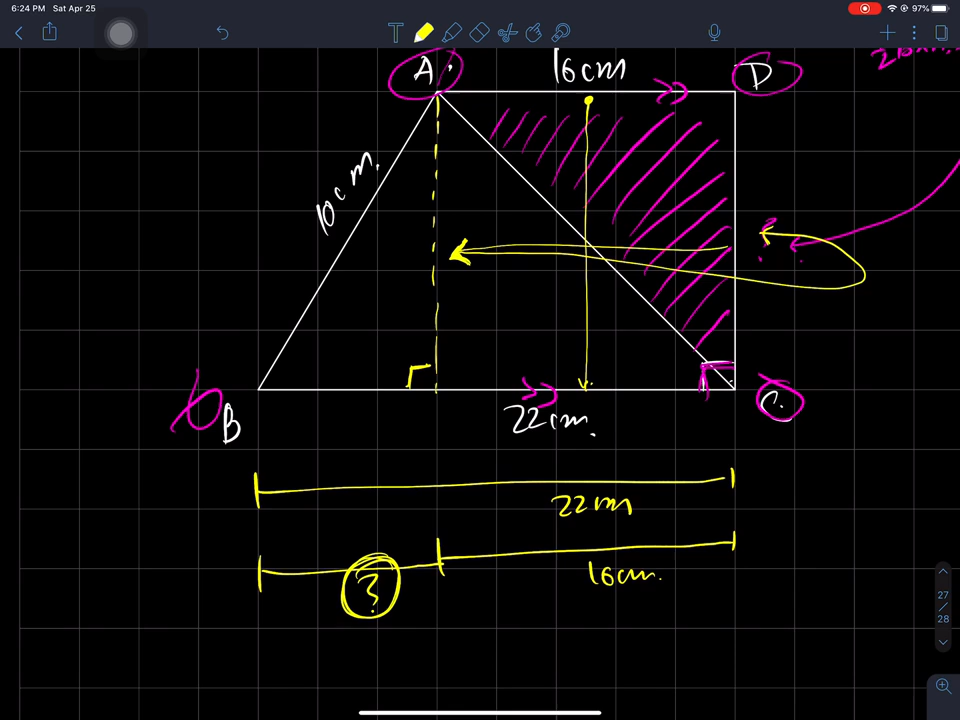 6:24 PM Sat Apr 25
97%
T
A
16cm
D
10cm.
?
B
22cm.
C
22cm
16cm.
?
27
/
28